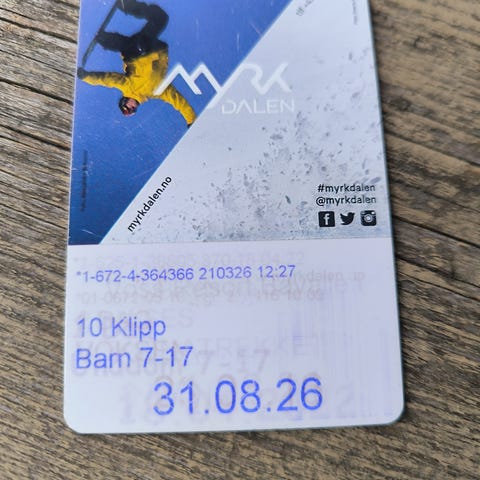 MYRK
DALEN
myrkdalen.no
#myrkdalen
@myrkdalen
*1-672-4-364366 210326 12:27
10 Klipp
Barn 7-17
31.08.26